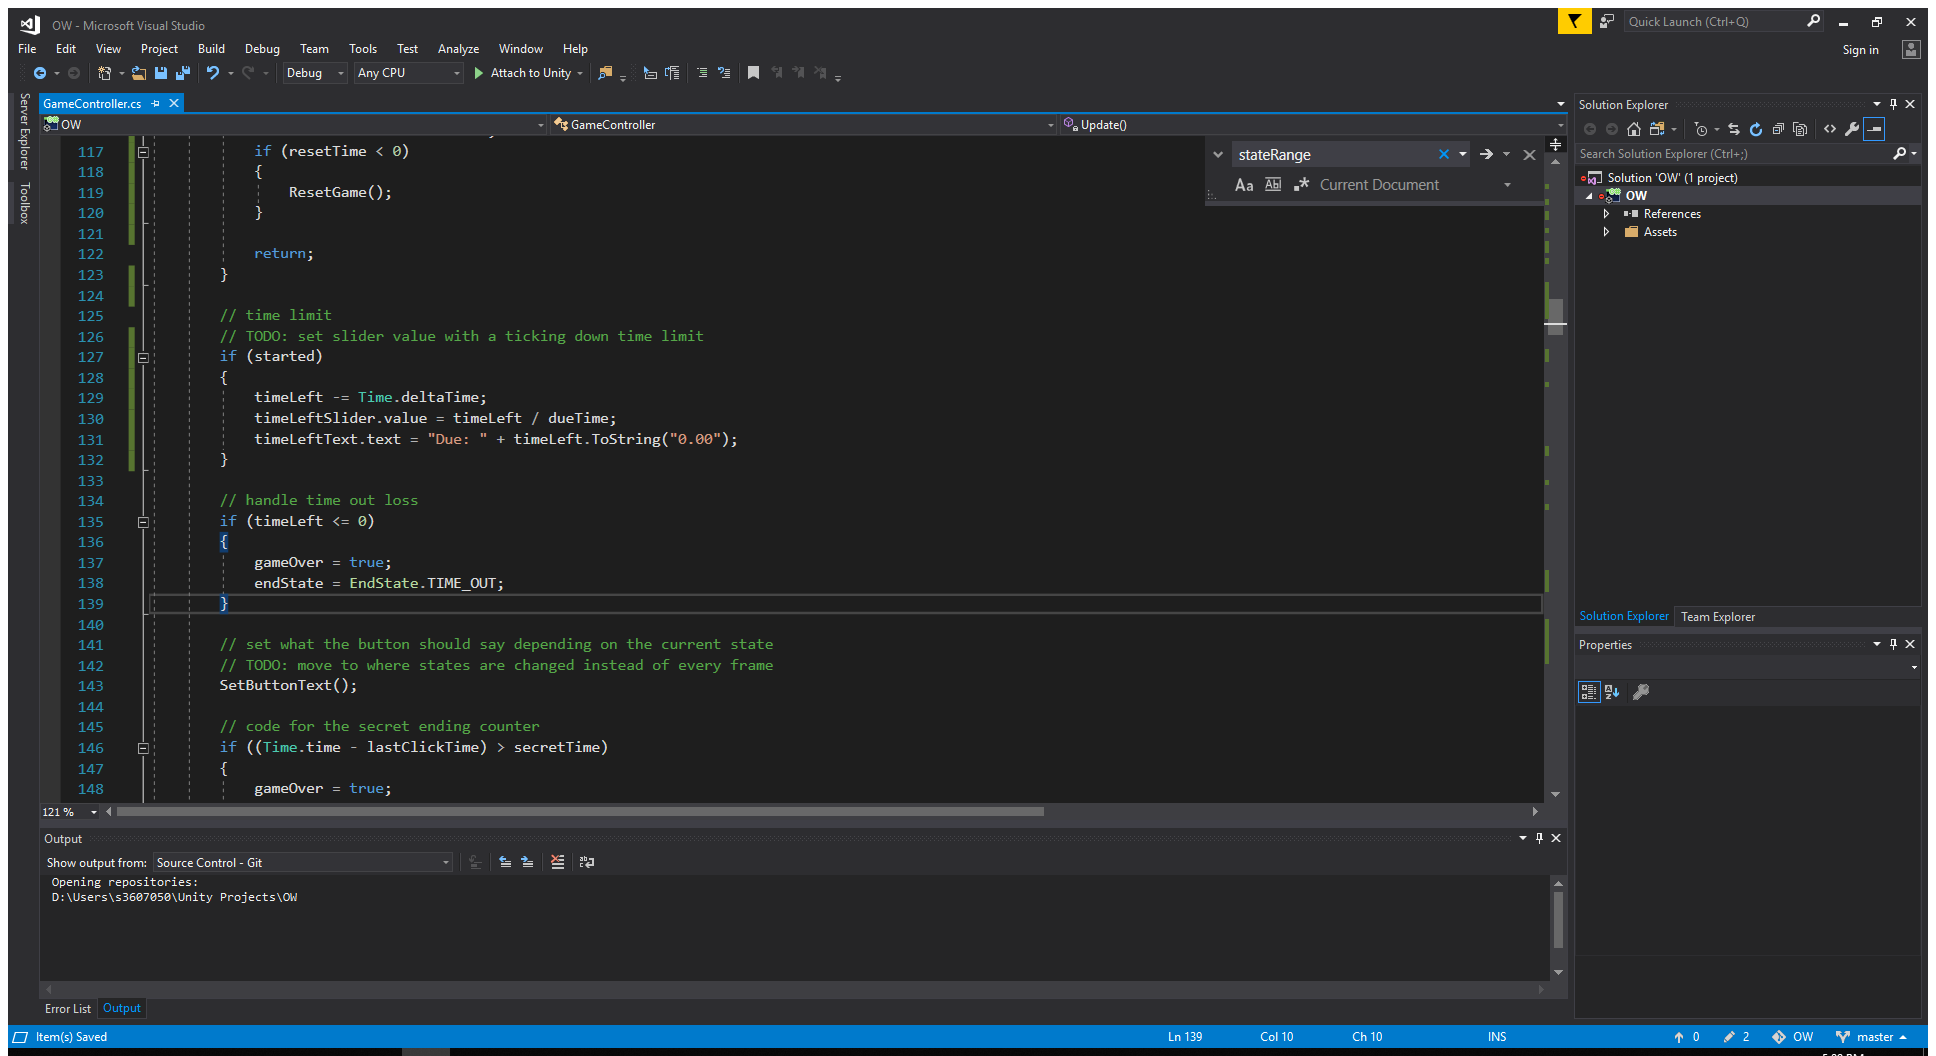 OW - Microsoft Visual Studio
Quick Launch (Ctrl+Q)
File Edit View Project Build Debug Team Tools Test Analyze Window Help
Sign in
Debug Any CPU Attach to Unity
Server Explorer
Toolbox
GameController.cs
OW GameController Update()
stateRange
Aa Abl .* Current Document
117 if (resetTime < 0)
118 {
119 ResetGame();
120 }
121
122 return;
123 }
124
125 // time limit
126 // TODO: set slider value with a ticking down time limit
127 if (started)
128 {
129 timeLeft -= Time.deltaTime;
130 timeLeftSlider.value = timeLeft / dueTime;
131 timeLeftText.text = "Due: " + timeLeft.ToString("0.00");
132 }
133
134 // handle time out loss
135 if (timeLeft <= 0)
136 {
137 gameOver = true;
138 endState = EndState.TIME_OUT;
139 }
140
141 // set what the button should say depending on the current state
142 // TODO: move to where states are changed instead of every frame
143 SetButtonText();
144
145 // code for the secret ending counter
146 if ((Time.time - lastClickTime) > secretTime)
147 {
148 gameOver = true;
121 %
Output
Show output from: Source Control - Git
Opening repositories:
D:\Users\s3607050\Unity Projects\OW
Error List Output
Solution Explorer
Search Solution Explorer (Ctrl+;)
Solution 'OW' (1 project)
OW
References
Assets
Solution Explorer Team Explorer
Properties
Item(s) Saved Ln 139 Col 10 Ch 10 INS 0 2 OW master